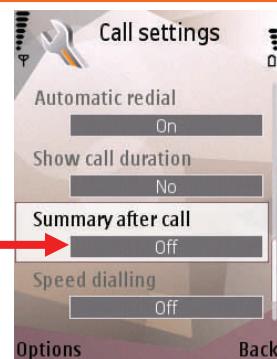 Call settings
Automatic redial
On
Show call duration
No
Summary after call
Off
Speed dialling
Off
Options Back